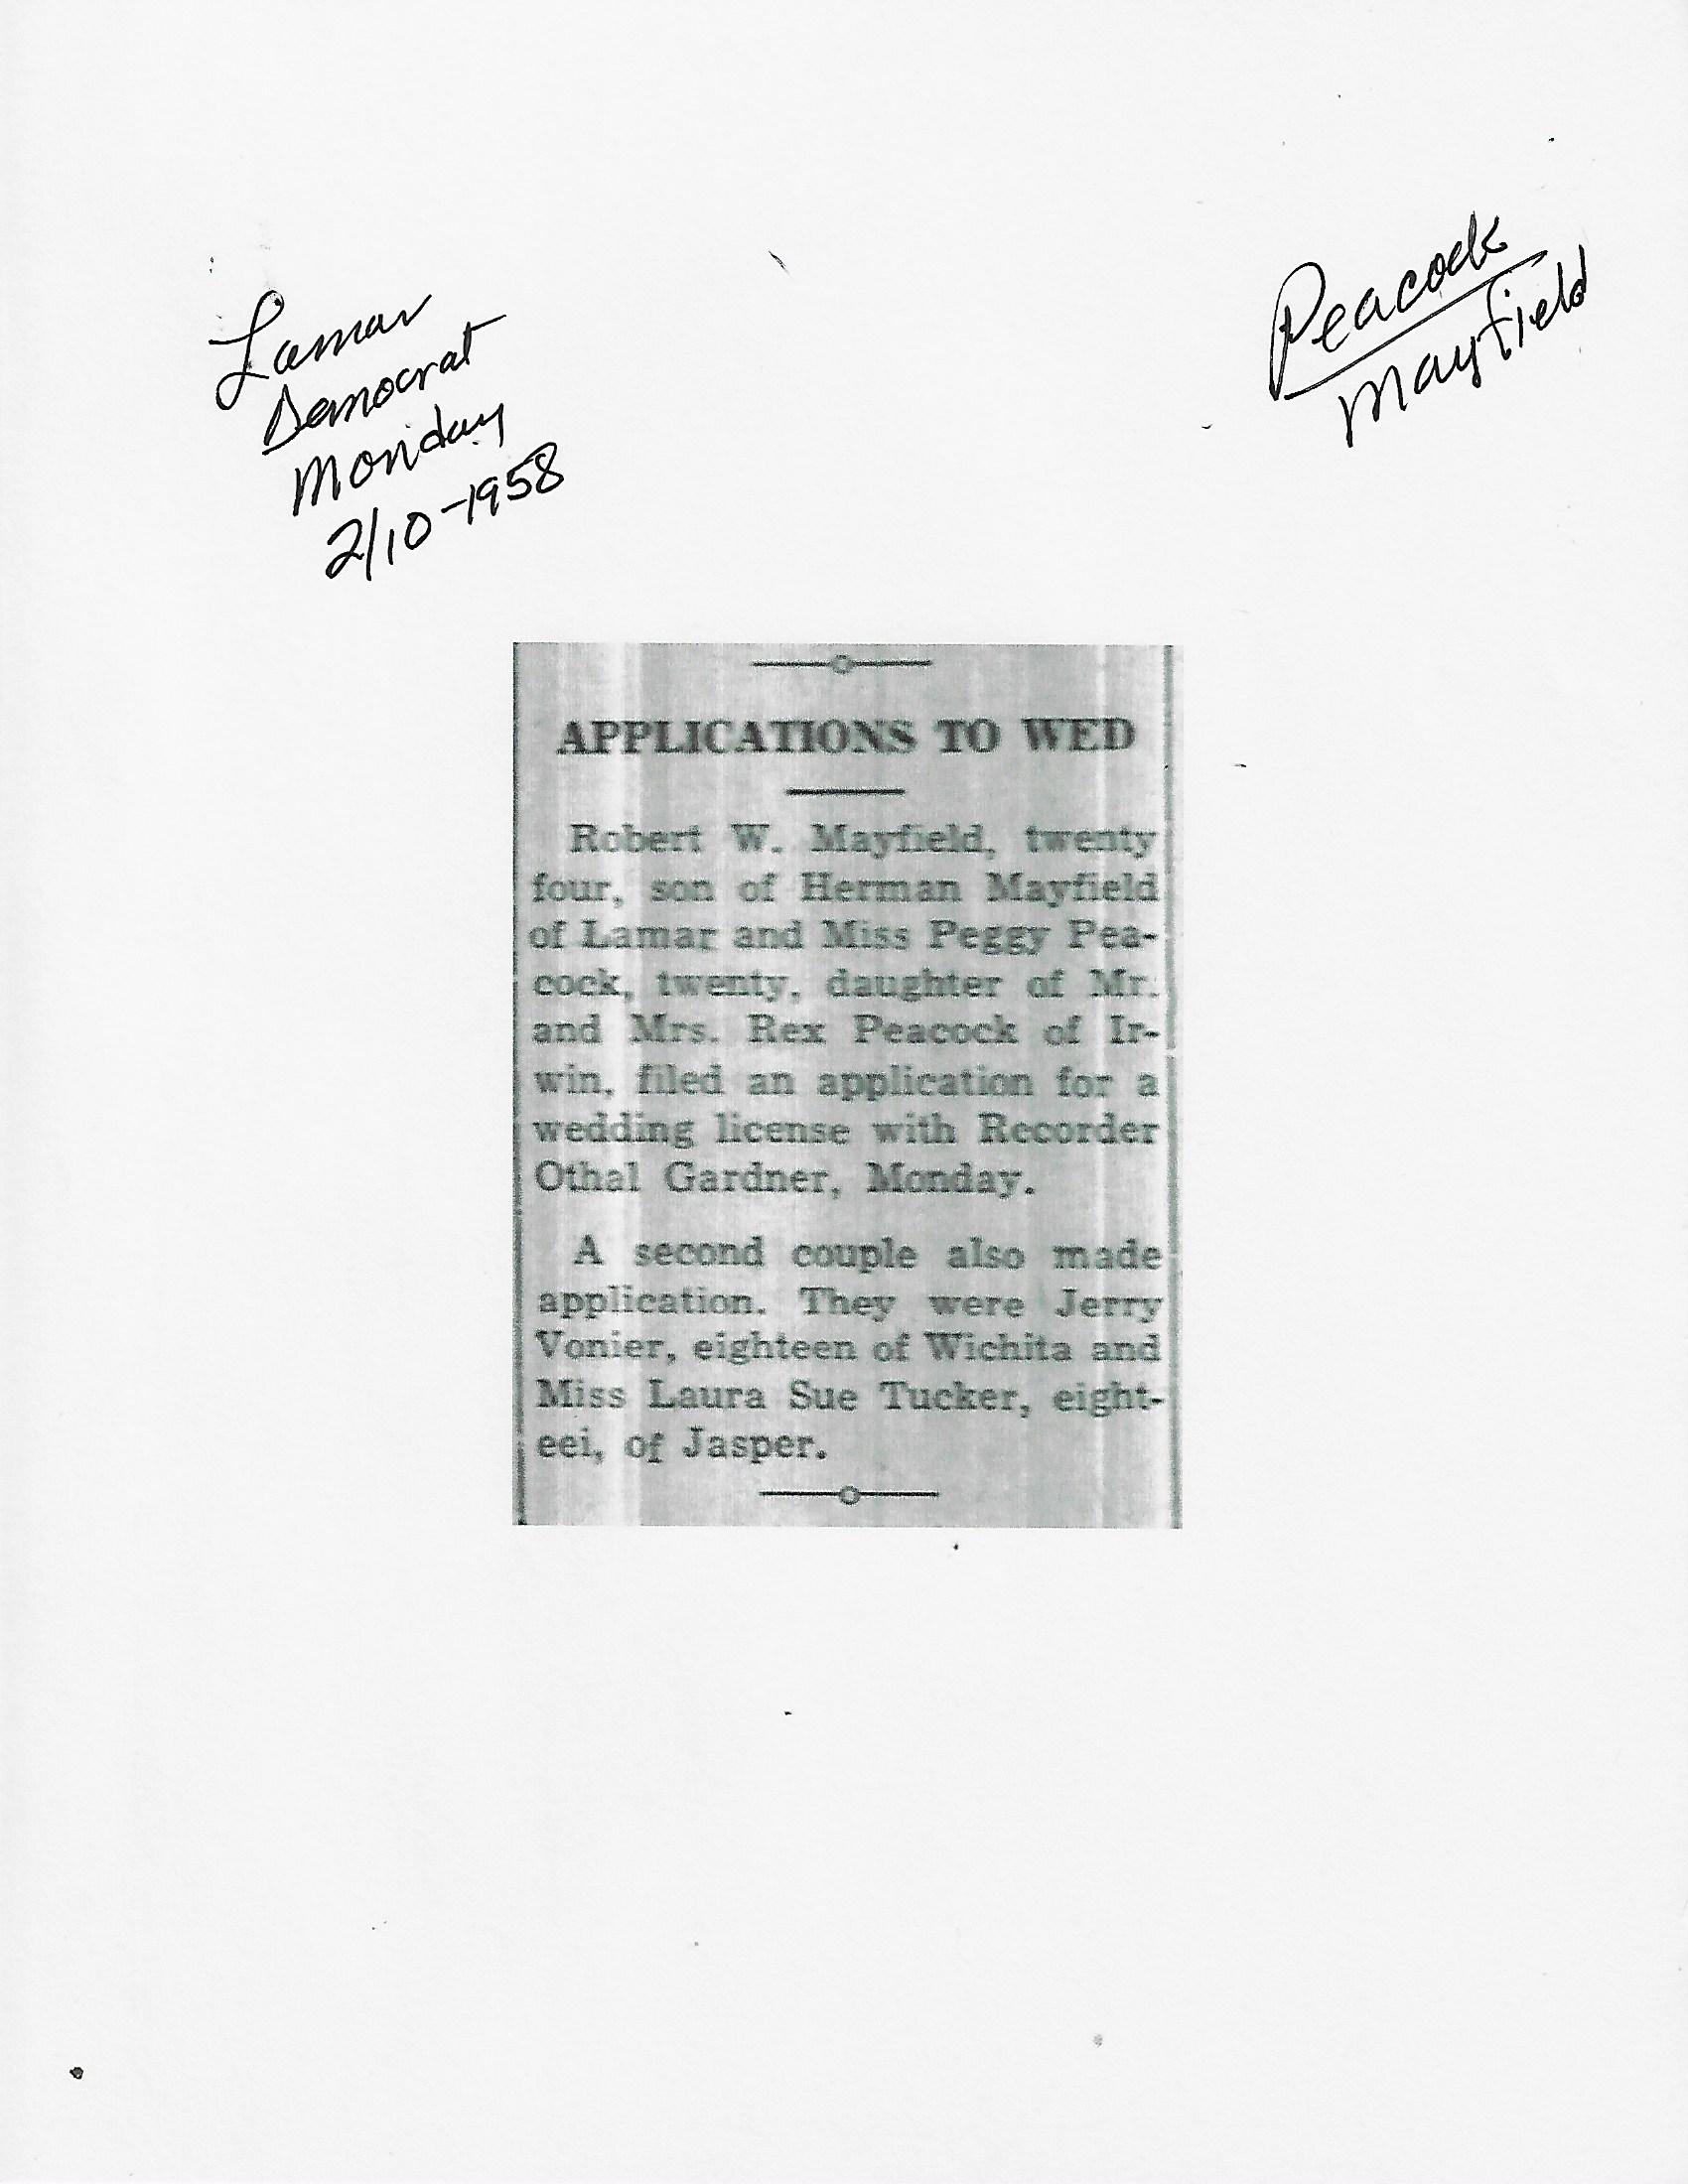 Lamar
Democrat
Monday
2/10-1958
Peacock
Mayfield
APPLICATIONS TO WED
Robert W. Mayfield, twenty
four, son of Herman Mayfield
of Lamar and Miss Peggy Pea-
cock, twenty, daughter of Mr.
and Mrs. Rex Peacock of Ir-
win, filed an application for a
wedding license with Recorder
Othal Gardner, Monday.
A second couple also made
application. They were Jerry
Vonier, eighteen of Wichita and
Miss Laura Sue Tucker, eight-
eei, of Jasper.